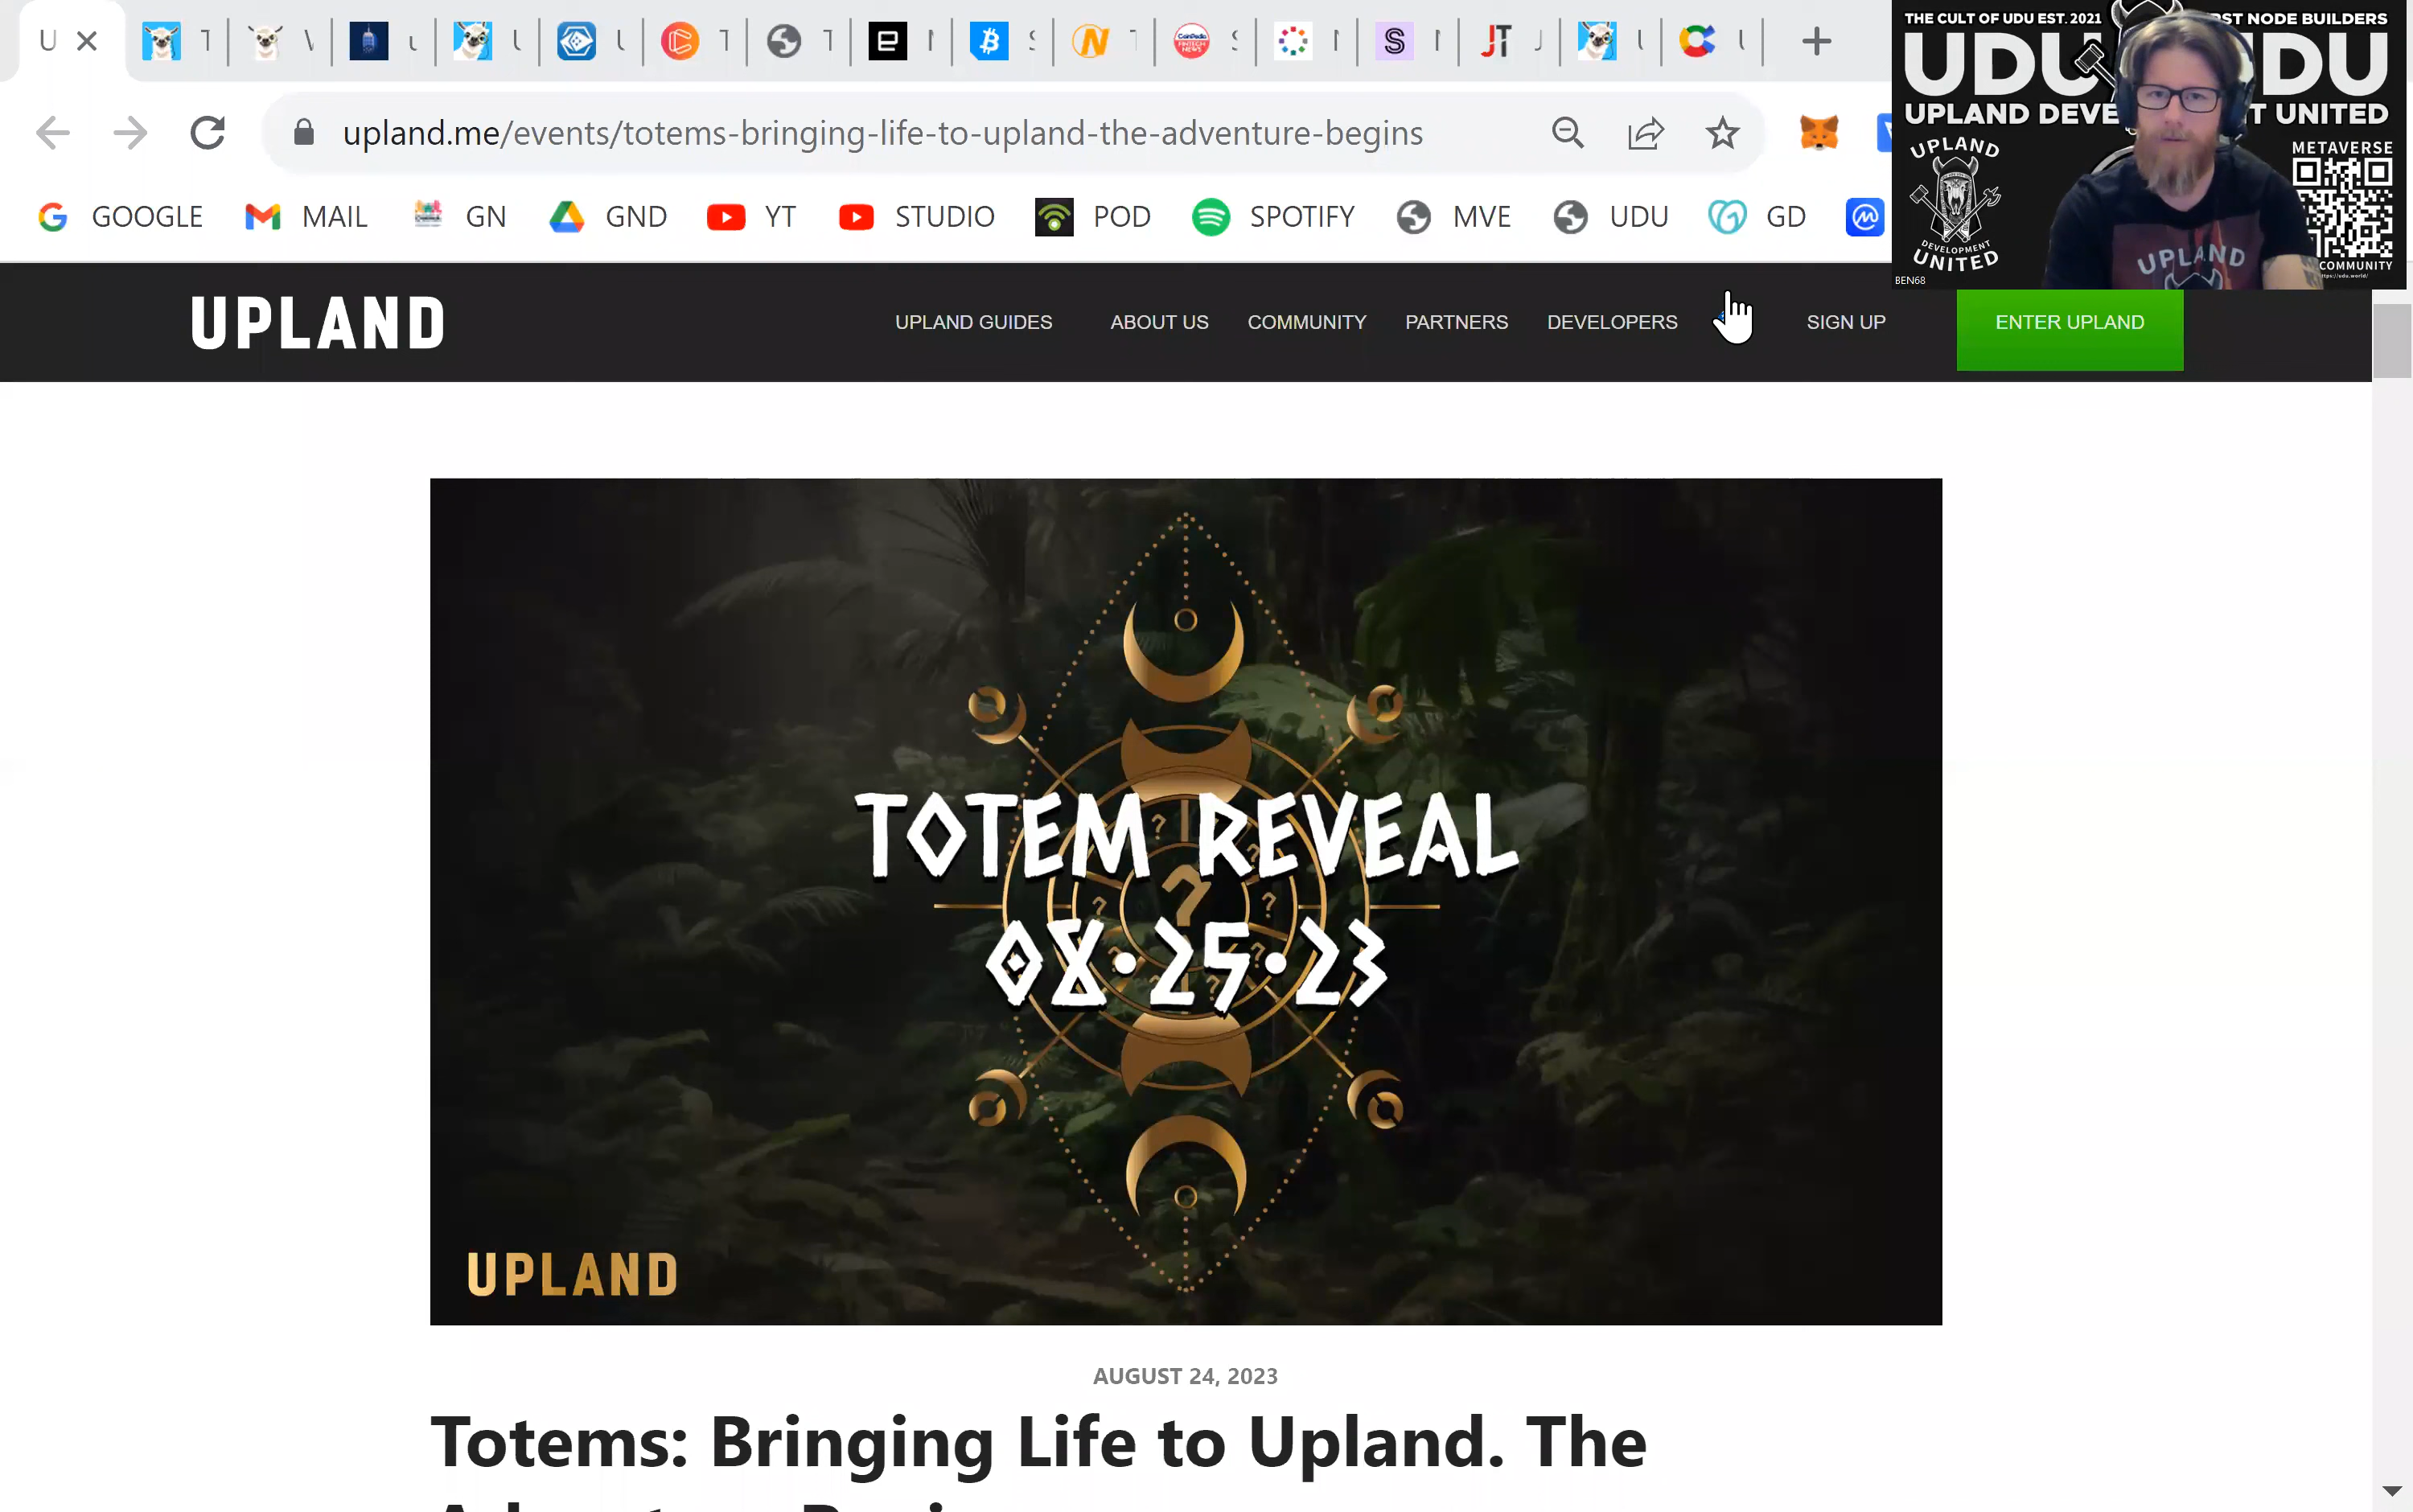 U
upland.me/events/totems-bringing-life-to-upland-the-adventure-begins
GOOGLE MAIL GN GND YT STUDIO POD SPOTIFY MVE UDU GD
THE CULT OF UDU EST. 2021
UDU
UPLAND
UNITED
METAVERSE
UPLAND
DEVELOPMENT
UNITED
UPLAND
COMMUNITY
BEN68
UPLAND
UPLAND GUIDES ABOUT US COMMUNITY PARTNERS DEVELOPERS SIGN UP ENTER UPLAND
TOTEM REVEAL
08·25·23
UPLAND
AUGUST 24, 2023
Totems: Bringing Life to Upland. The